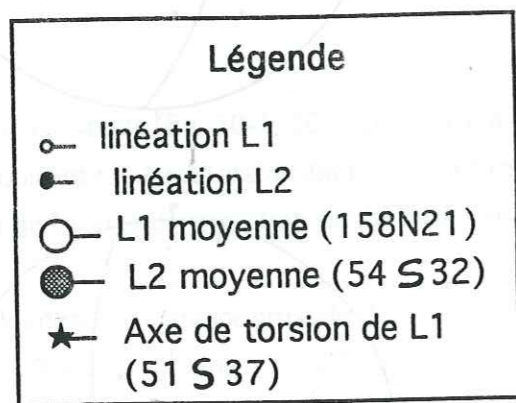 Légende
linéation L1
linéation L2
L1 moyenne (158N21)
L2 moyenne (54 S 32)
Axe de torsion de L1
(51 S 37)